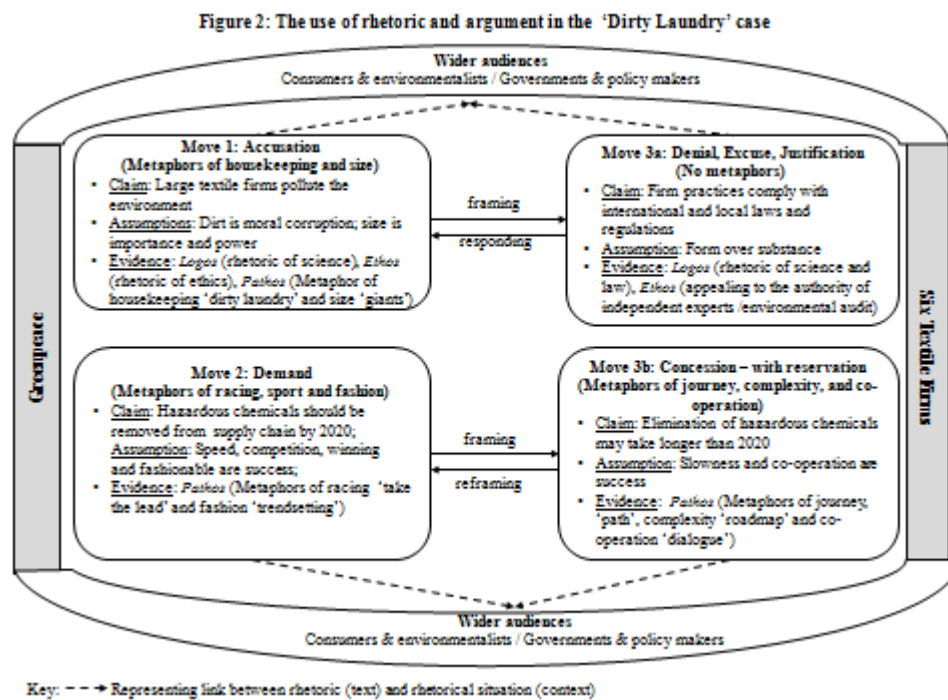 Figure 2: The use of rhetoric and argument in the ‘Dirty Laundry’ case
Wider audiences
Consumers & environmentalists / Governments & policy makers
Greenpeace
Move 1: Accusation
(Metaphors of housekeeping and size)
• Claim: Large textile firms pollute the
environment
• Assumptions: Dirt is moral corruption; size is
importance and power
• Evidence: Logos (rhetoric of science), Ethos
(rhetoric of ethics), Pathos (Metaphor of
housekeeping ‘dirty laundry’ and size ‘giants’)
framing
responding
Move 3a: Denial, Excuse, Justification
(No metaphors)
• Claim: Firm practices comply with
international and local laws and
regulations
• Assumption: Form over substance
• Evidence: Logos (rhetoric of science and
law), Ethos (appealing to the authority of
independent experts /environmental audit)
Six Textile Firms
Move 2: Demand
(Metaphors of racing, sport and fashion)
• Claim: Hazardous chemicals should be
removed from supply chain by 2020;
Assumption: Speed, competition, winning
and fashionable are success;
• Evidence: Pathos (Metaphors of racing ‘take
the lead’ and fashion ‘trendsetting’)
framing
reframing
Move 3b: Concession – with reservation
(Metaphors of journey, complexity, and co-
operation)
• Claim: Elimination of hazardous chemicals
may take longer than 2020
• Assumption: Slowness and co-operation are
success
• Evidence: Pathos (Metaphors of journey,
‘path’, complexity ‘roadmap’ and co-
operation ‘dialogue’)
Wider audiences
Consumers & environmentalists / Governments & policy makers
Key: Representing link between rhetoric (text) and rhetorical situation (context)